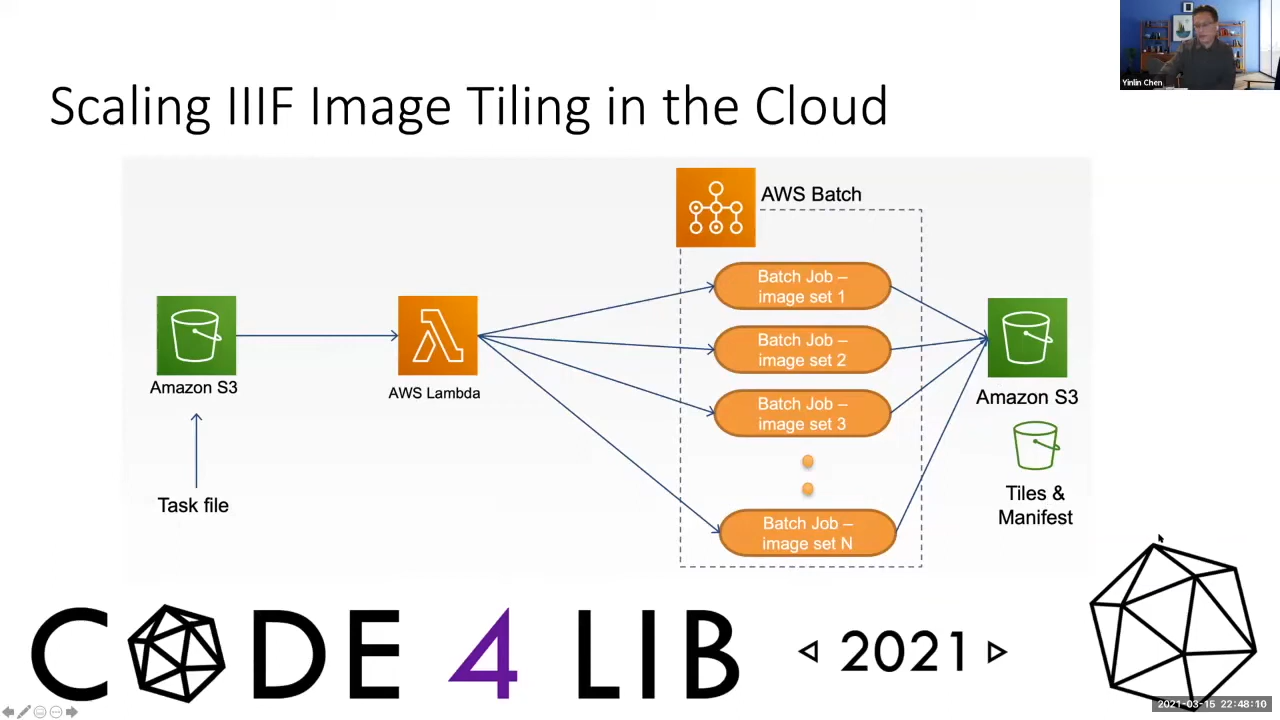 Yinlin Chen
Scaling IIIF Image Tiling in the Cloud
AWS Batch
Batch Job –
image set 1
Batch Job –
image set 2
Batch Job –
image set 3
Batch Job –
image set N
Amazon S3
AWS Lambda
Task file
Amazon S3
Tiles &
Manifest
CODE 4 LIB
2021
2021-03-15 22:48:10